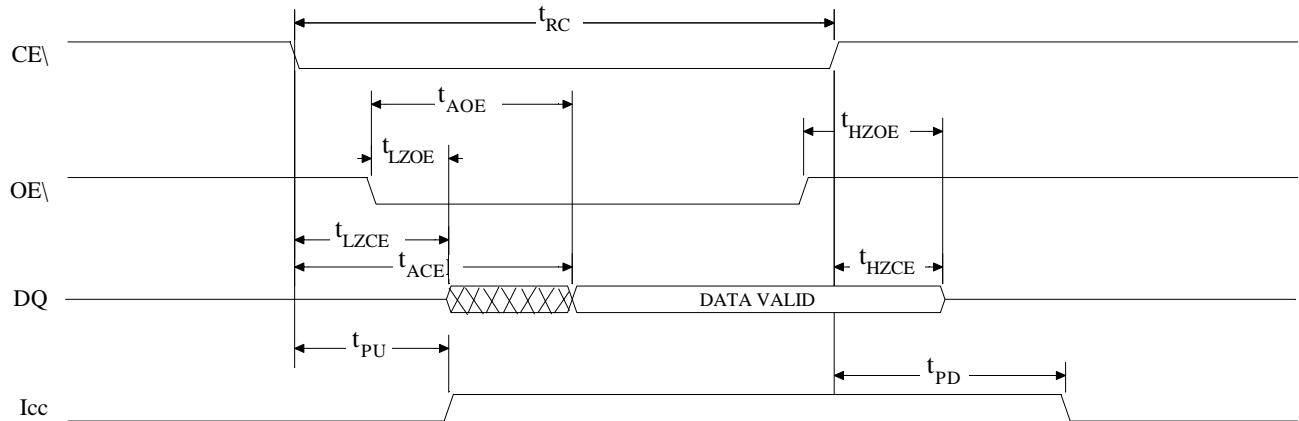 tRC
CE\
tAOE
tHZOE
tLZOE
OE\
tLZCE
tACE
tHZCE
DQ
DATA VALID
tPU
tPD
Icc